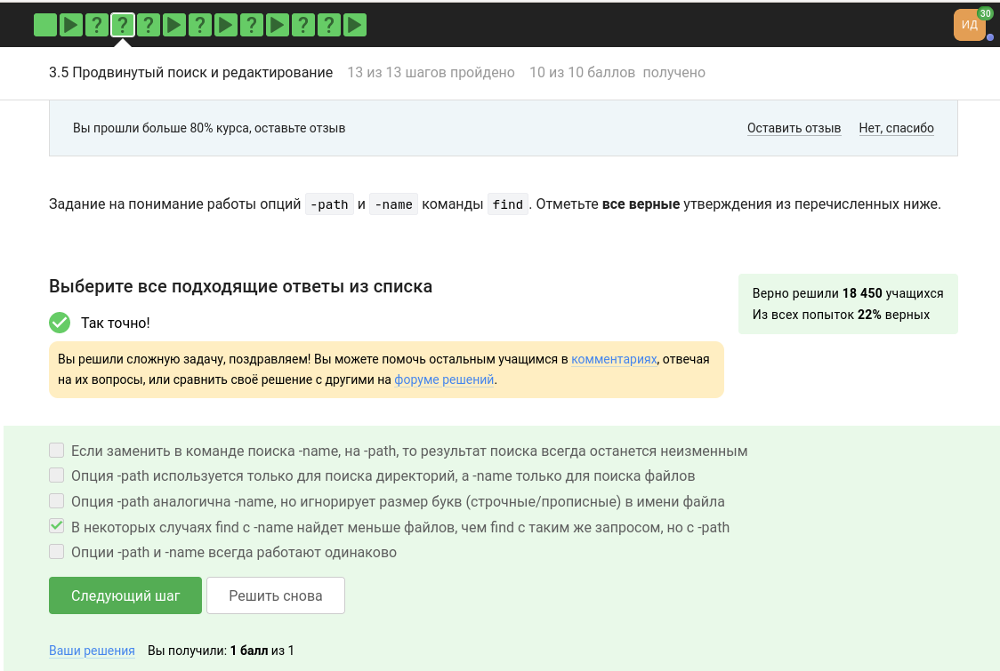 ? ? ? ? ? ? ?
ИД
30
3.5 Продвинутый поиск и редактирование 13 из 13 шагов пройдено 10 из 10 баллов получено
Вы прошли больше 80% курса, оставьте отзыв Оставить отзыв Нет, спасибо
Задание на понимание работы опций -path и -name команды find. Отметьте все верные утверждения из перечисленных ниже.
Выберите все подходящие ответы из списка
Верно решили 18 450 учащихся
Из всех попыток 22% верных
Так точно!
Вы решили сложную задачу, поздравляем! Вы можете помочь остальным учащимся в комментариях, отвечая
на их вопросы, или сравнить своё решение с другими на форуме решений.
Если заменить в команде поиска -name, на -path, то результат поиска всегда останется неизменным
Опция -path используется только для поиска директорий, а -name только для поиска файлов
Опция -path аналогична -name, но игнорирует размер букв (строчные/прописные) в имени файла
В некоторых случаях find с -name найдет меньше файлов, чем find с таким же запросом, но с -path
Опции -path и -name всегда работают одинаково
Следующий шаг Решить снова
Ваши решения Вы получили: 1 балл из 1